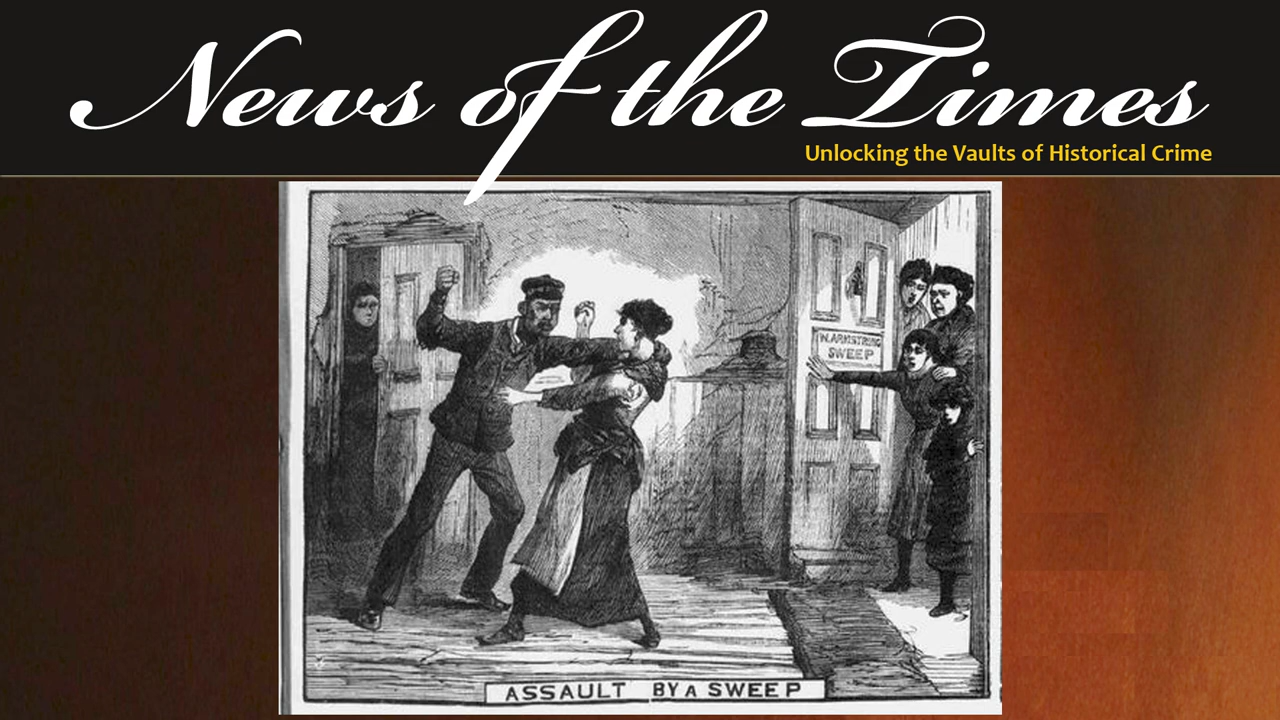 News of the Times
Unlocking the Vaults of Historical Crime
W. ARMSTRONG
SWEEP
ASSAULT BY A SWEEP